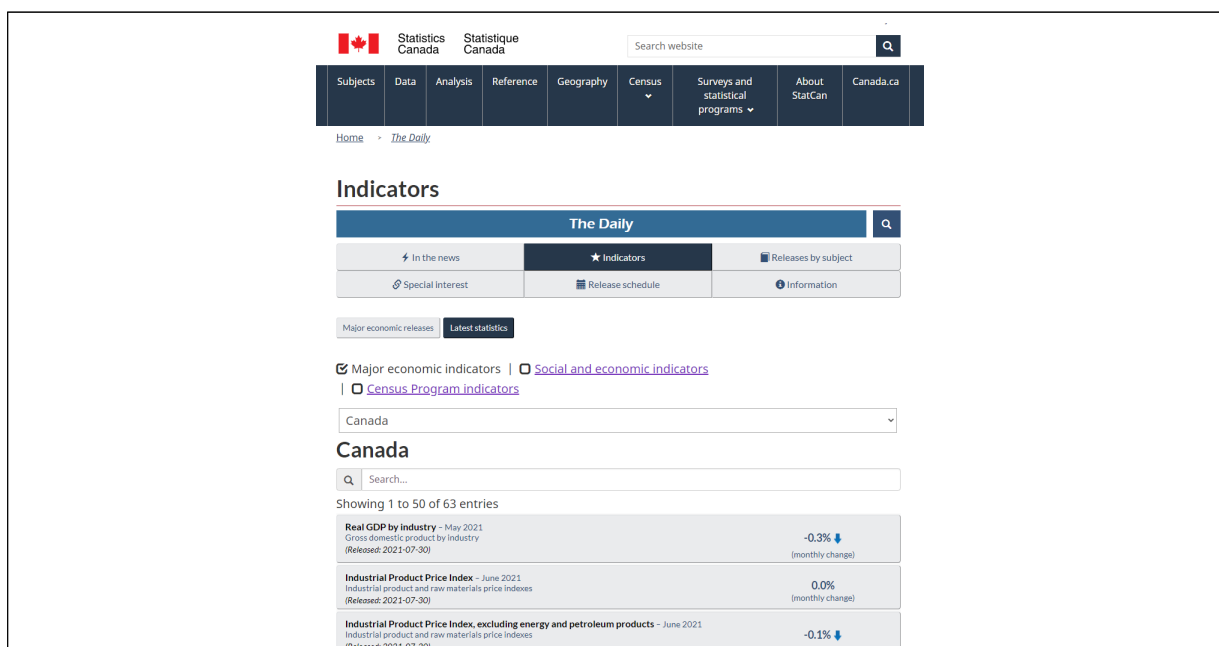 Statistics Canada
Statistique Canada
Search website
Subjects
Data
Analysis
Reference
Geography
Census
Surveys and statistical programs
About StatCan
Canada.ca
Home > The Daily
Indicators
The Daily
In the news
Indicators
Releases by subject
Special interest
Release schedule
Information
Major economic releases
Latest statistics
Major economic indicators | Social and economic indicators
| Census Program indicators
Canada
Canada
Search...
Showing 1 to 50 of 63 entries
Real GDP by industry – May 2021
Gross domestic product by industry
(Released: 2021-07-30)
-0.3%
(monthly change)
Industrial Product Price Index – June 2021
Industrial product and raw materials price indexes
(Released: 2021-07-30)
0.0%
(monthly change)
Industrial Product Price Index, excluding energy and petroleum products – June 2021
Industrial product and raw materials price indexes
-0.1%